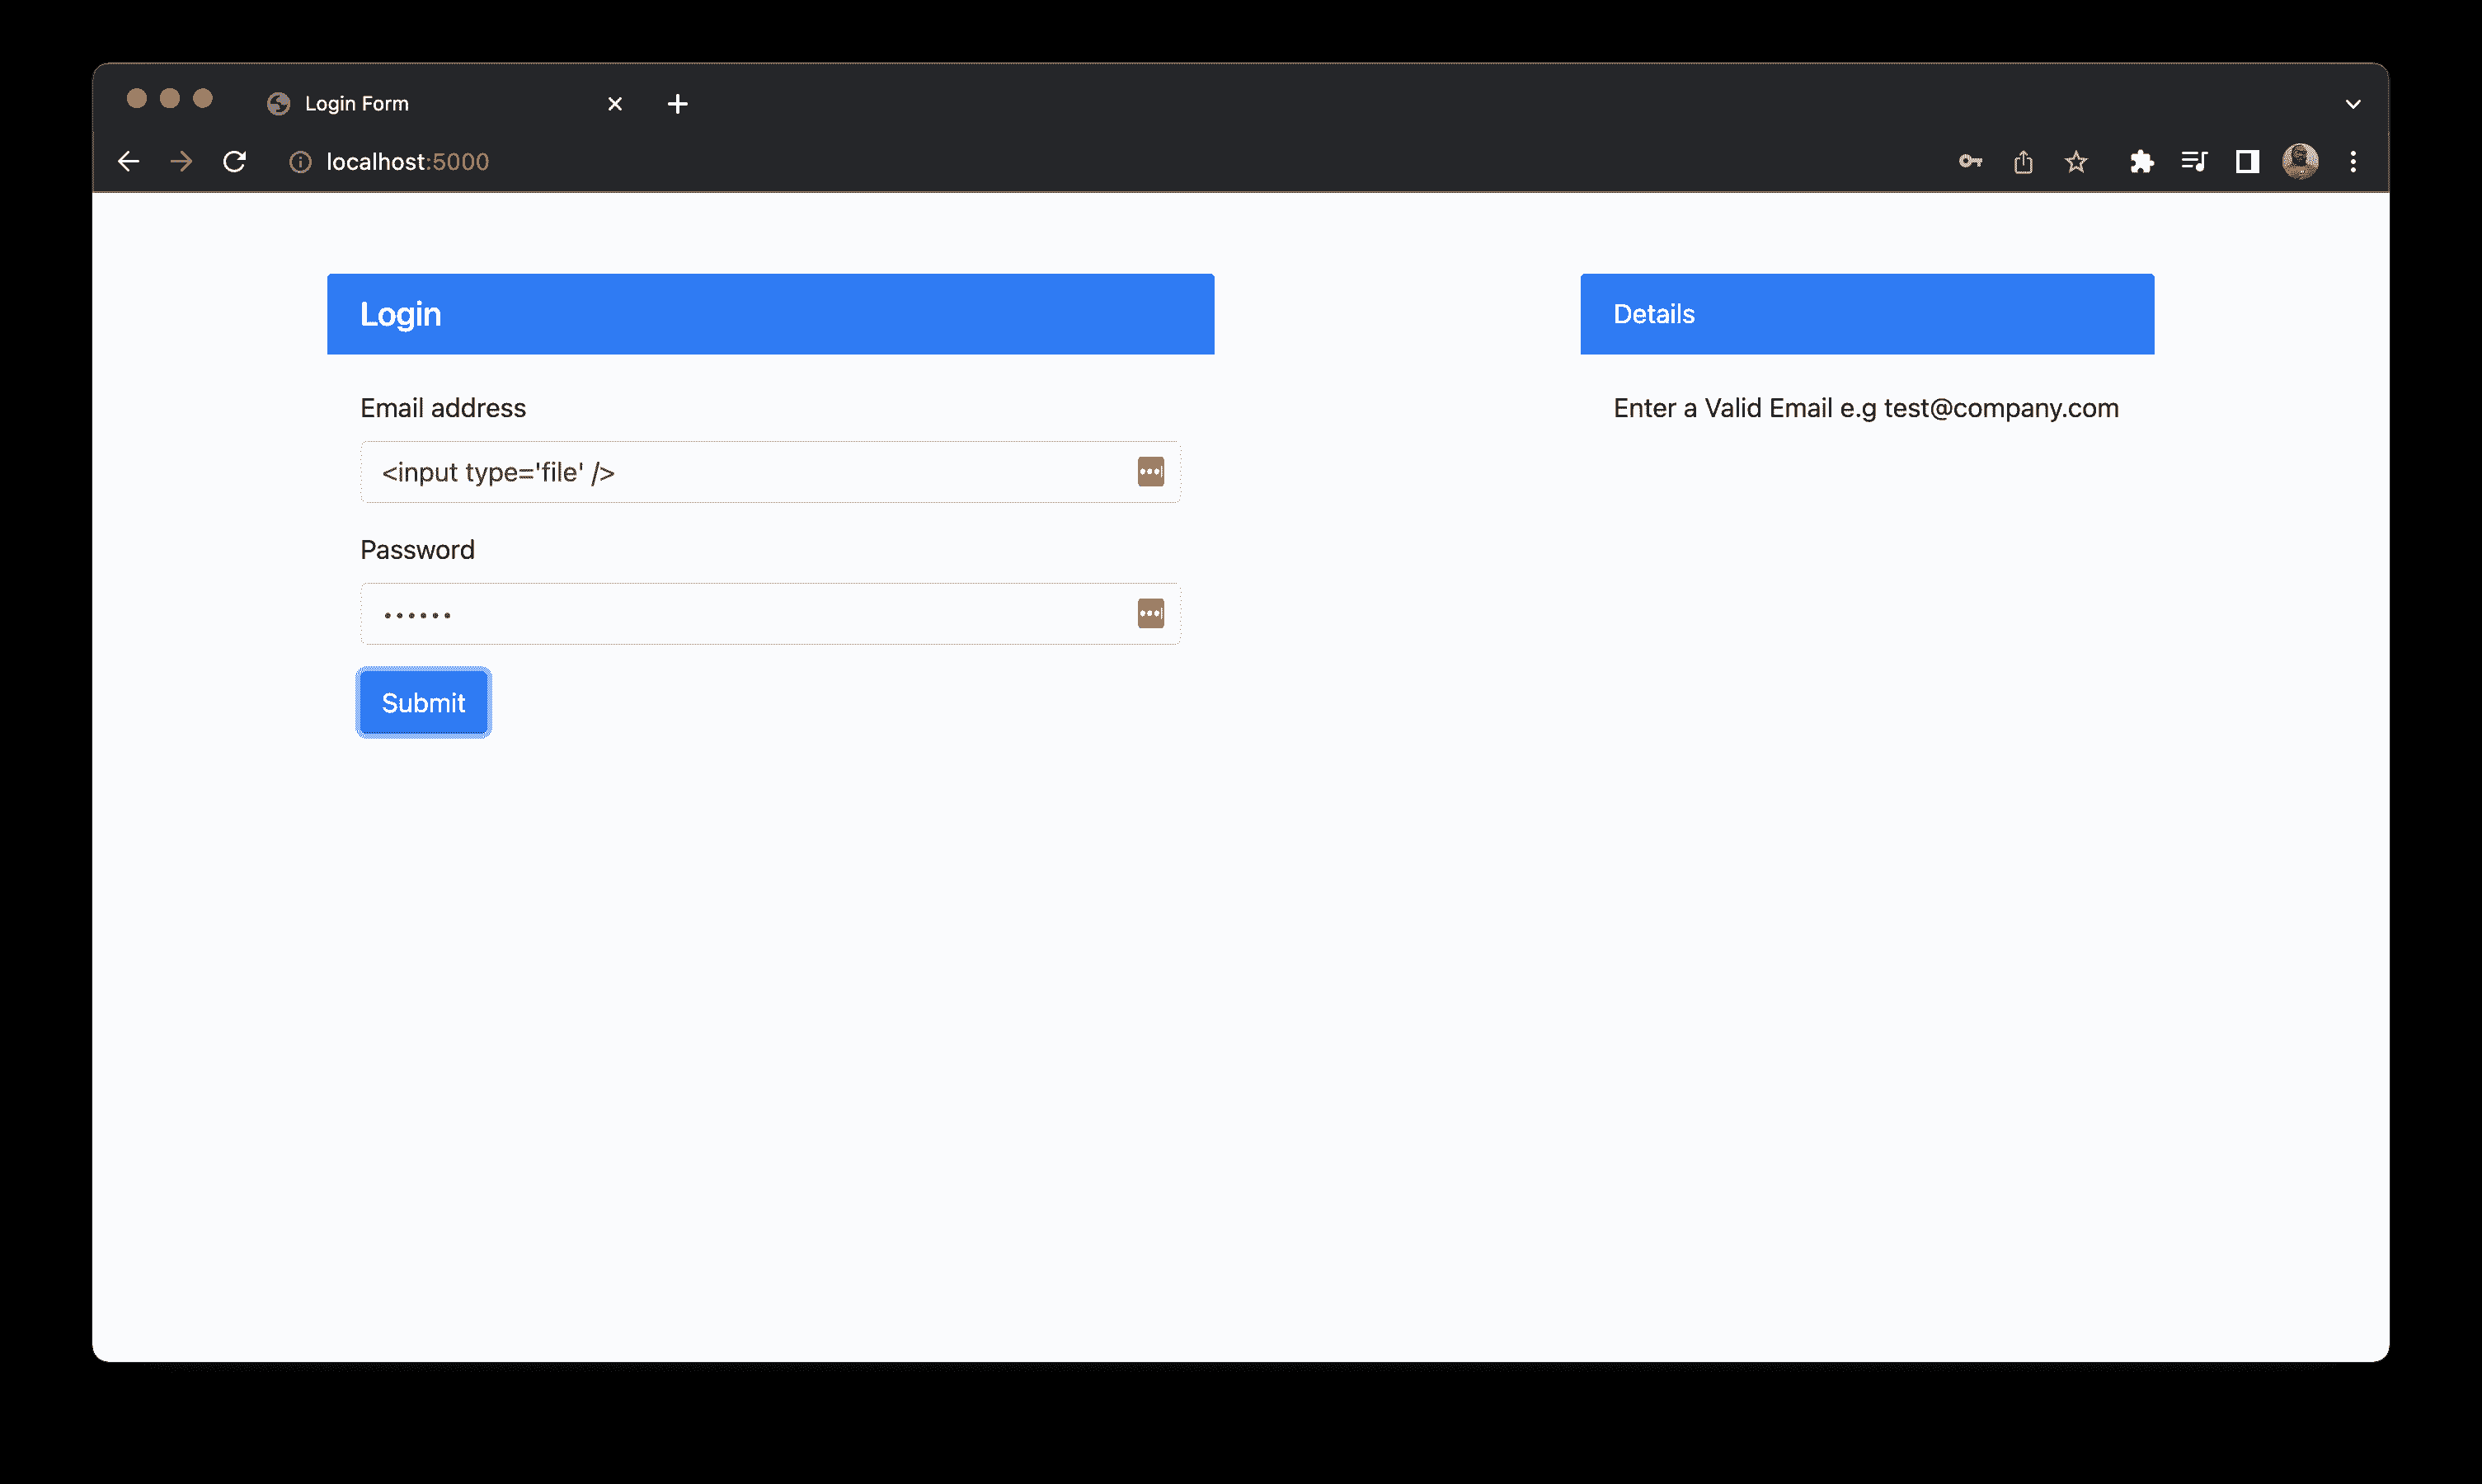 Login Form
localhost:5000
Login
Details
Email address
Enter a Valid Email e.g test@company.com
<input type='file' />
Password
••••••
Submit